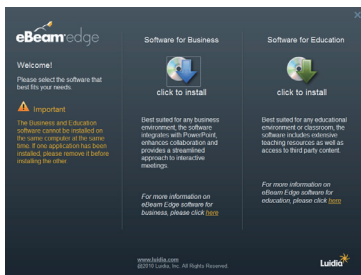 eBeam edge
Welcome!
Please select the software that
best fits your needs.
Important
The Business and Education
software cannot be installed on
the same computer at the same
time. If one application has been
installed, please remove it before
installing the other.
Software for Business
click to install
Best suited for any business
environment, the software
integrates with PowerPoint,
enhances collaboration and
provides a streamlined
approach to interactive
meetings.
For more information on
eBeam Edge software for
business, please click here
Software for Education
click to install
Best suited for any educational
environment or classroom, the
software includes extensive
teaching resources as well as
access to third party content.
For more information on
eBeam Edge software for
education, please click here
www.luidia.com
@2010 Luidia, Inc. All Rights Reserved.
Luidia